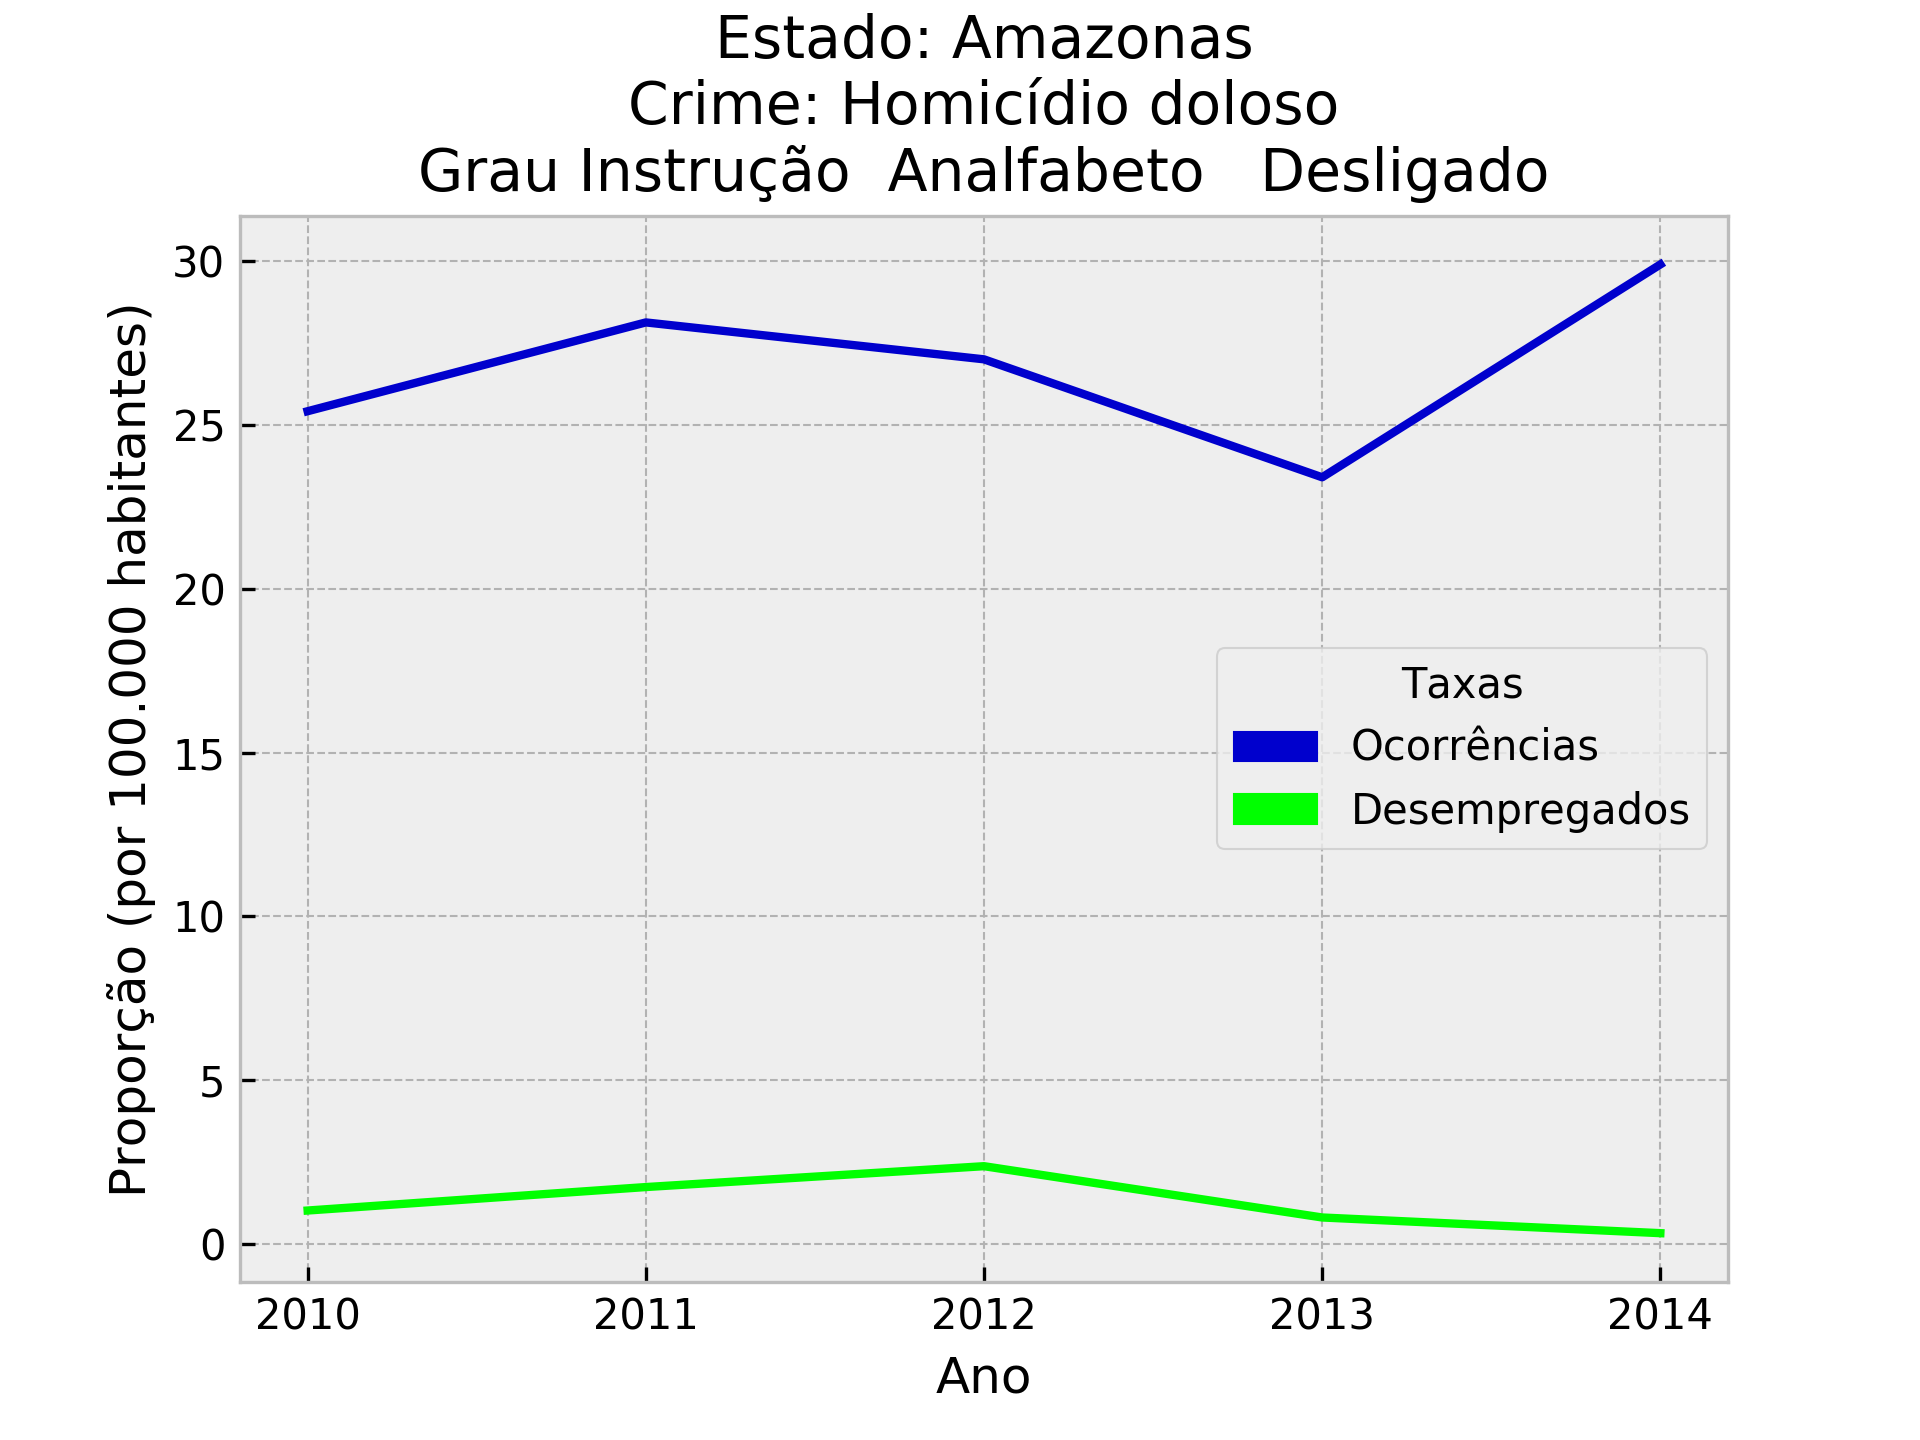 Estado: Amazonas
Crime: Homicídio doloso
Grau Instrução  Analfabeto   Desligado
Proporção (por 100.000 habitantes)
30
25
20
15
10
5
0
Taxas
Ocorrências
Desempregados
2010 2011 2012 2013 2014
Ano